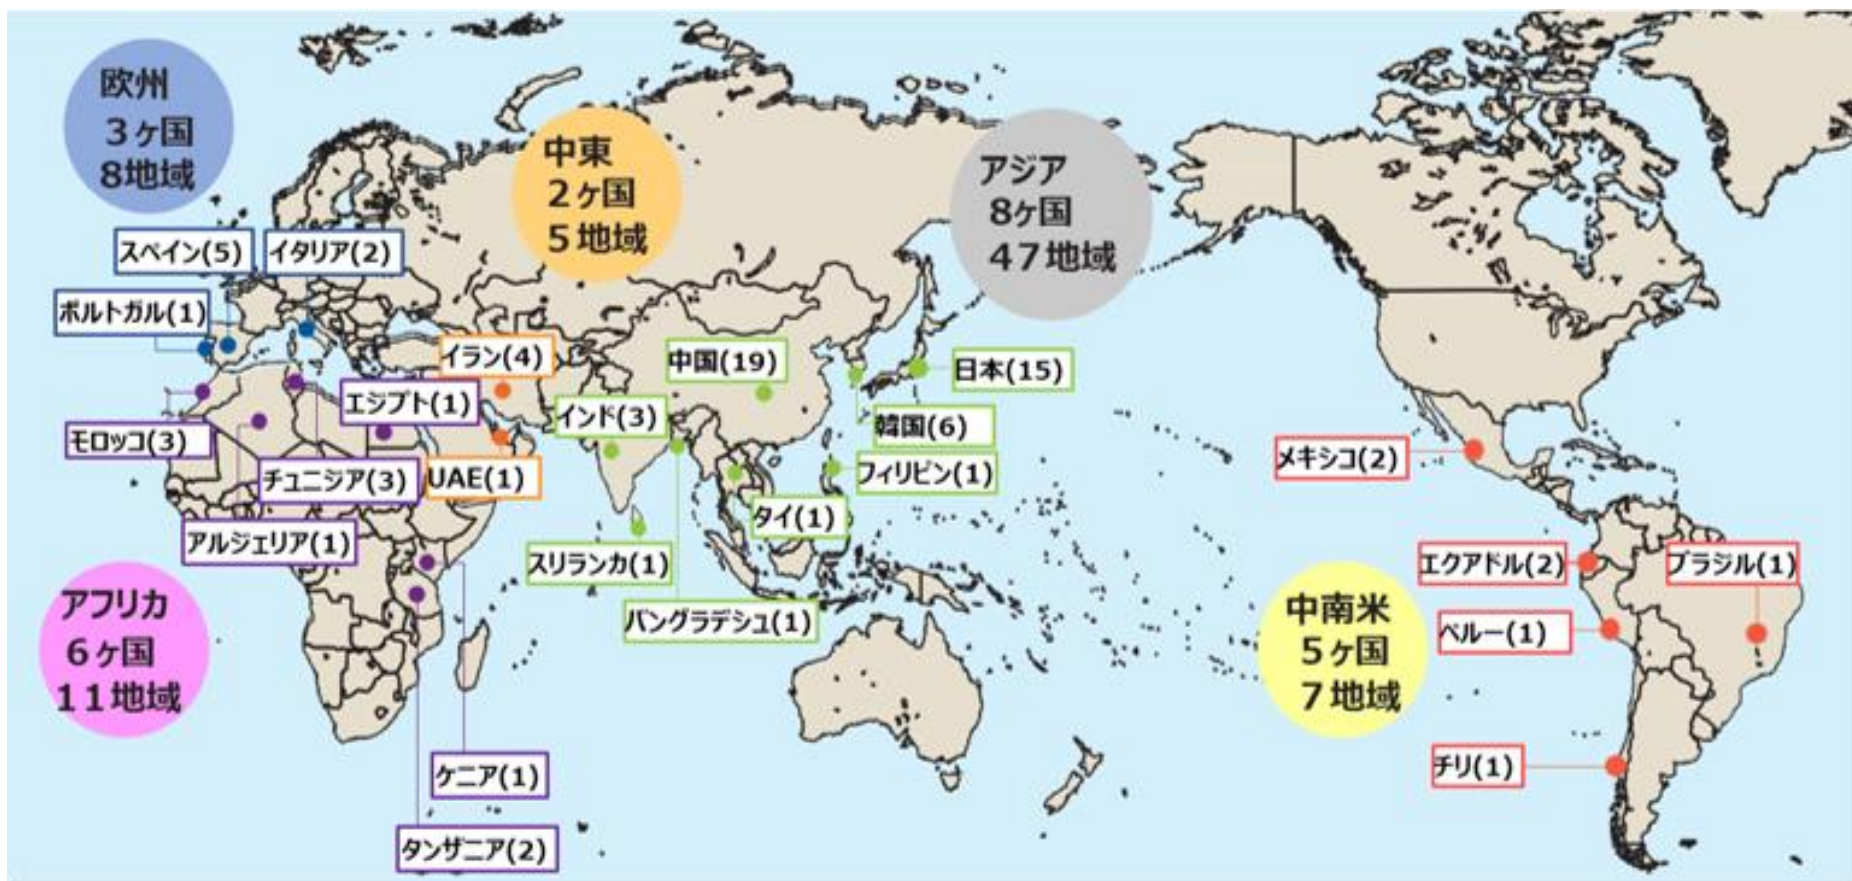 欧州
3ヶ国
8地域
中東
2ヶ国
5地域
アジア
8ヶ国
47地域
スペイン(5)
イタリア(2)
ポルトガル(1)
イラン(4)
中国(19)
日本(15)
エジプト(1)
インド(3)
韓国(6)
モロッコ(3)
チュニジア(3)
UAE(1)
フィリピン(1)
メキシコ(2)
アルジェリア(1)
タイ(1)
スリランカ(1)
エクアドル(2)
ブラジル(1)
アフリカ
6ヶ国
11地域
バングラデシュ(1)
中南米
5ヶ国
7地域
ペルー(1)
ケニア(1)
チリ(1)
タンザニア(2)